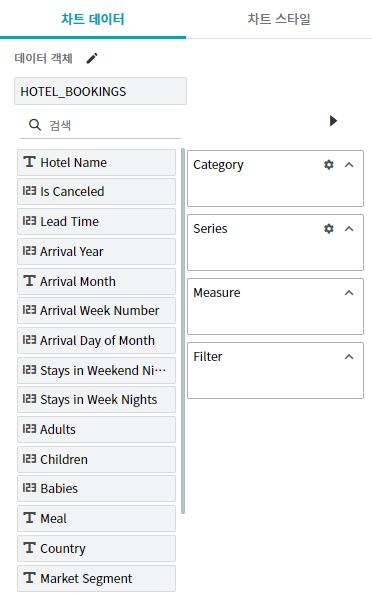 차트 데이터
차트 스타일
데이터 객체
HOTEL_BOOKINGS
검색
Hotel Name
123 Is Canceled
123 Lead Time
123 Arrival Year
Arrival Month
123 Arrival Week Number
123 Arrival Day of Month
123 Stays in Weekend Ni···
123 Stays in Week Nights
123 Adults
123 Children
123 Babies
Meal
Country
Market Segment
Category
Series
Measure
Filter